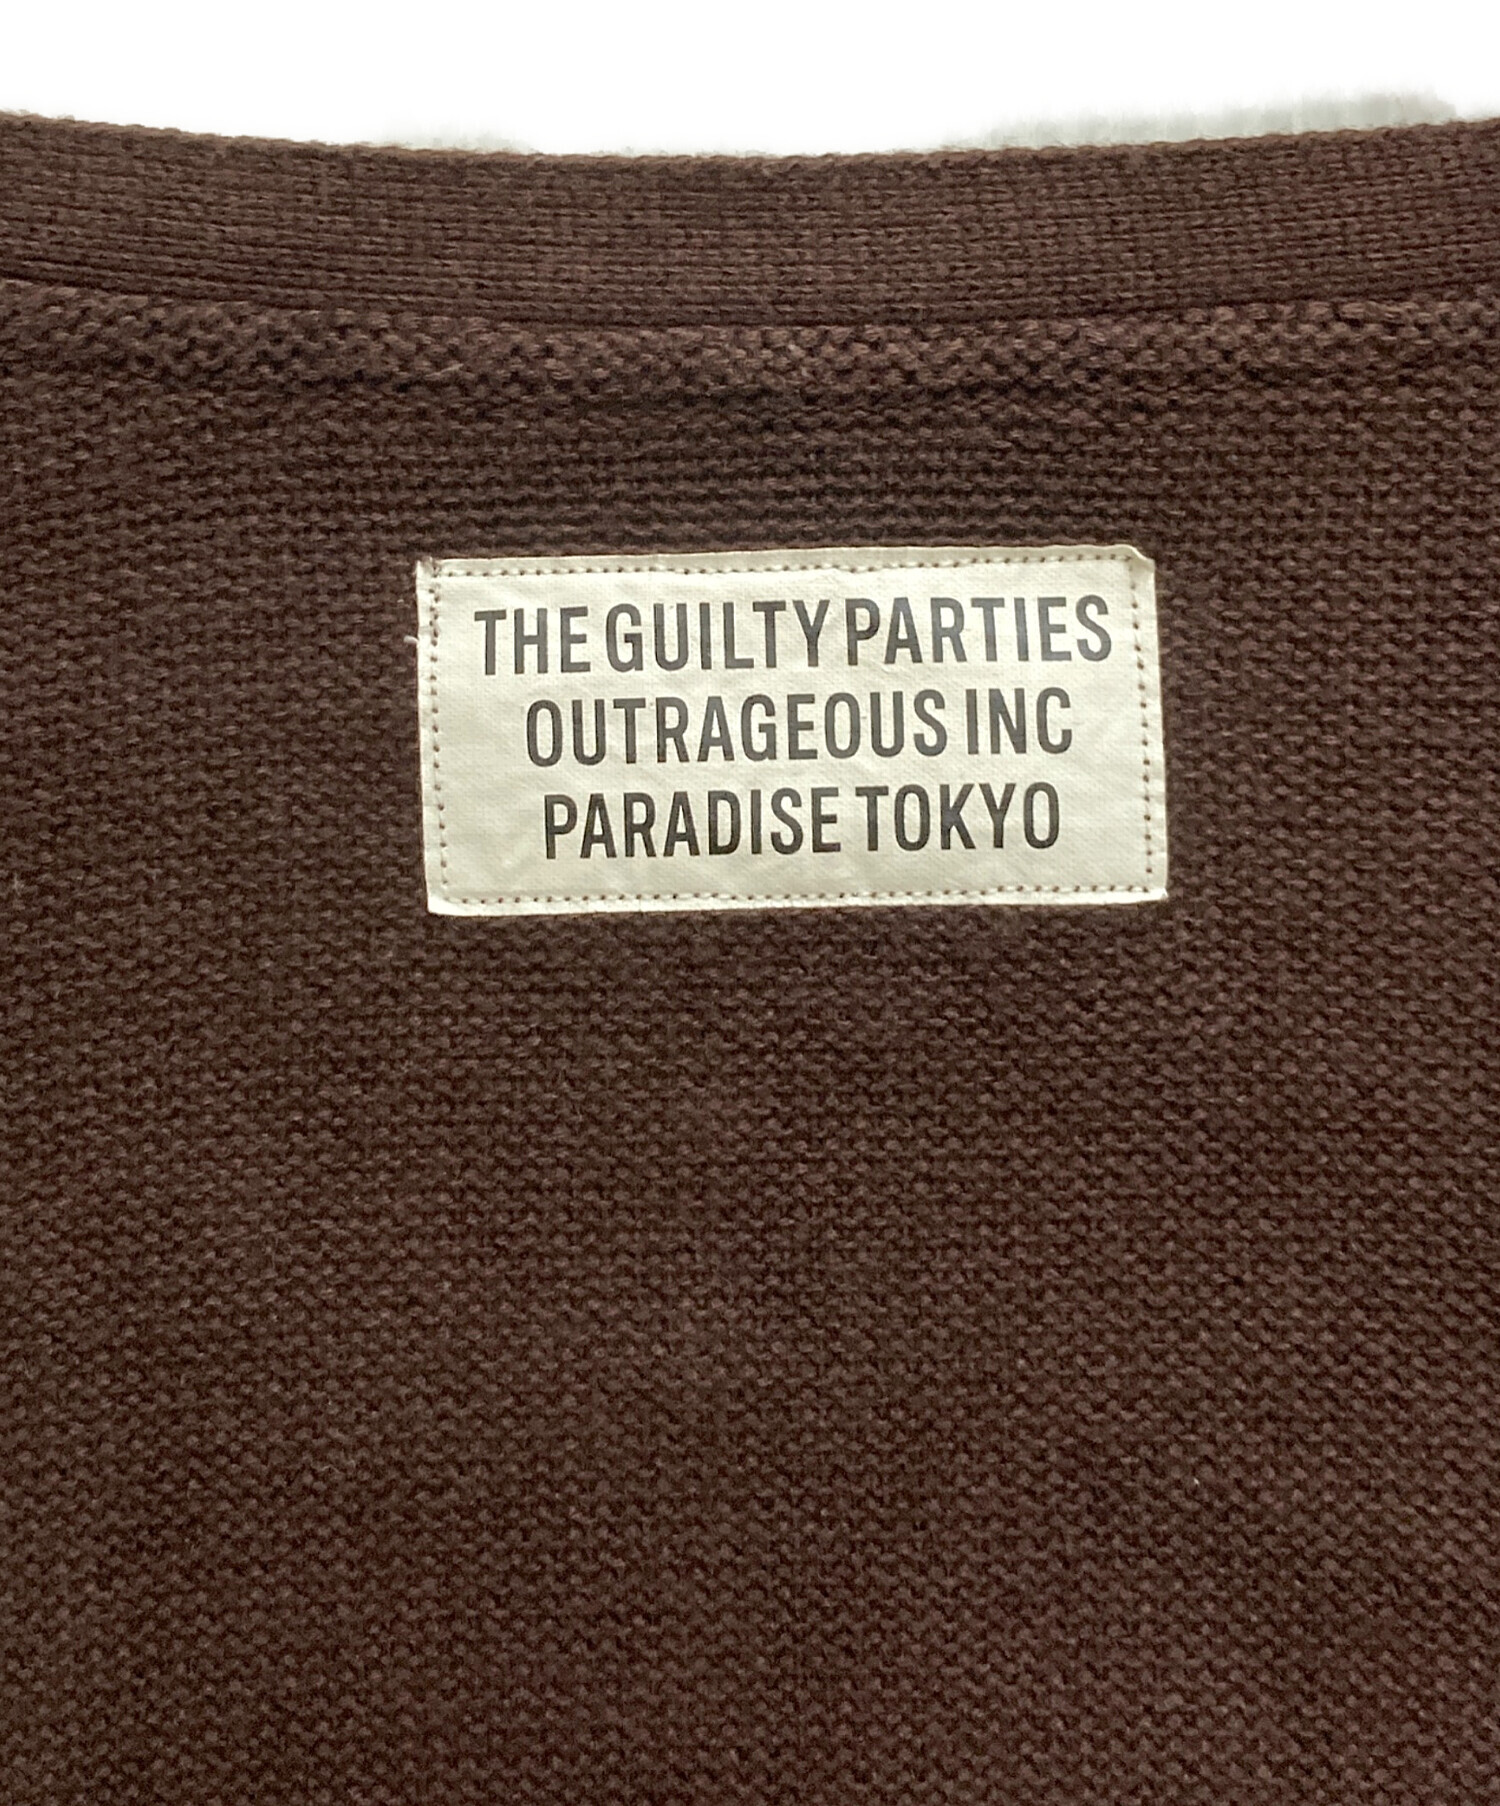 THE GUILTY PARTIES
OUTRAGEOUS INC
PARADISE TOKYO